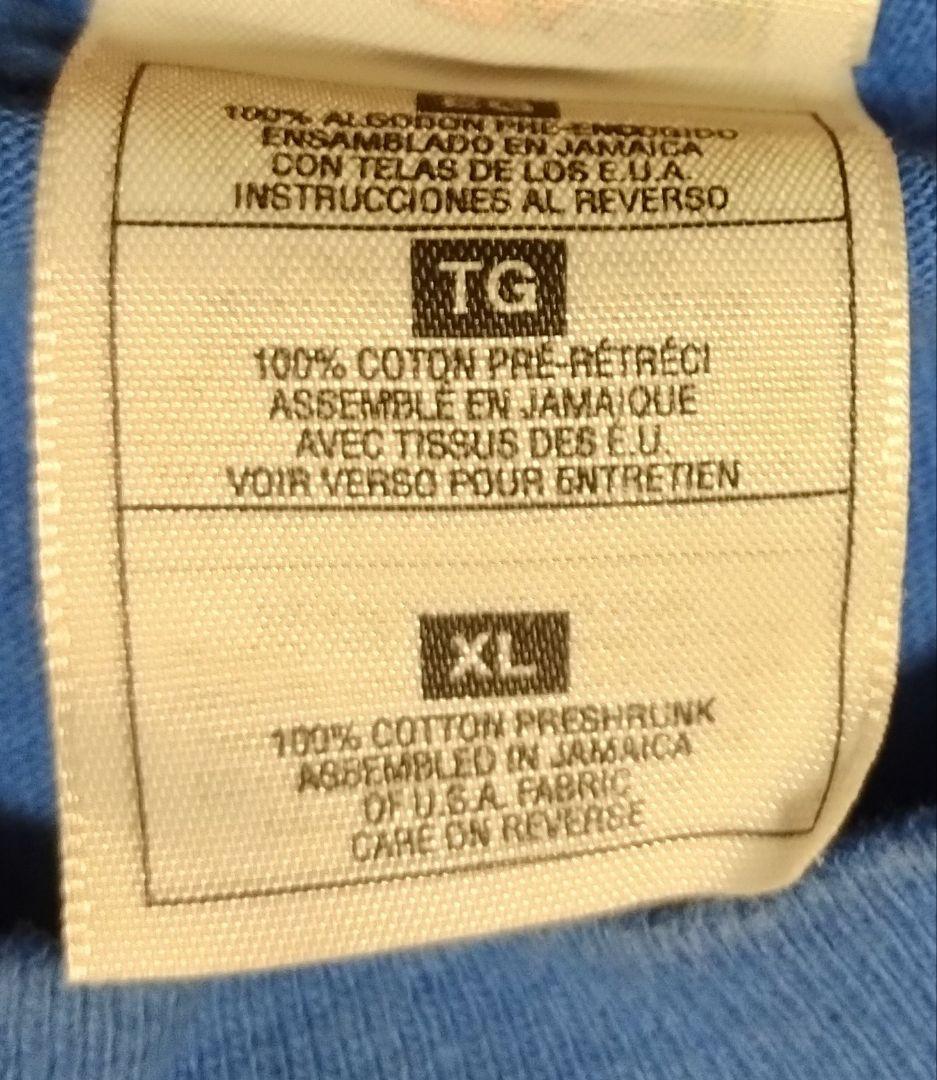 EG
100% ALGODON PRE-ENCOGIDO
ENSAMBLADO EN JAMAICA
CON TELAS DE LOS E.U.A.
INSTRUCCIONES AL REVERSO
TG
100% COTON PRÉ-RÉTRÉCI
ASSEMBLÉ EN JAMAIQUE
AVEC TISSUS DES É.U.
VOIR VERSO POUR ENTRETIEN
XL
100% COTTON PRESHRUNK
ASSEMBLED IN JAMAICA
OF U.S.A. FABRIC
CARE ON REVERSE